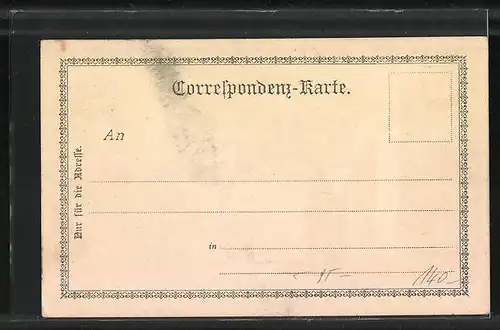 Correſpondenz-Karte.
An
Nur für die Adreſſe.
in
140.-